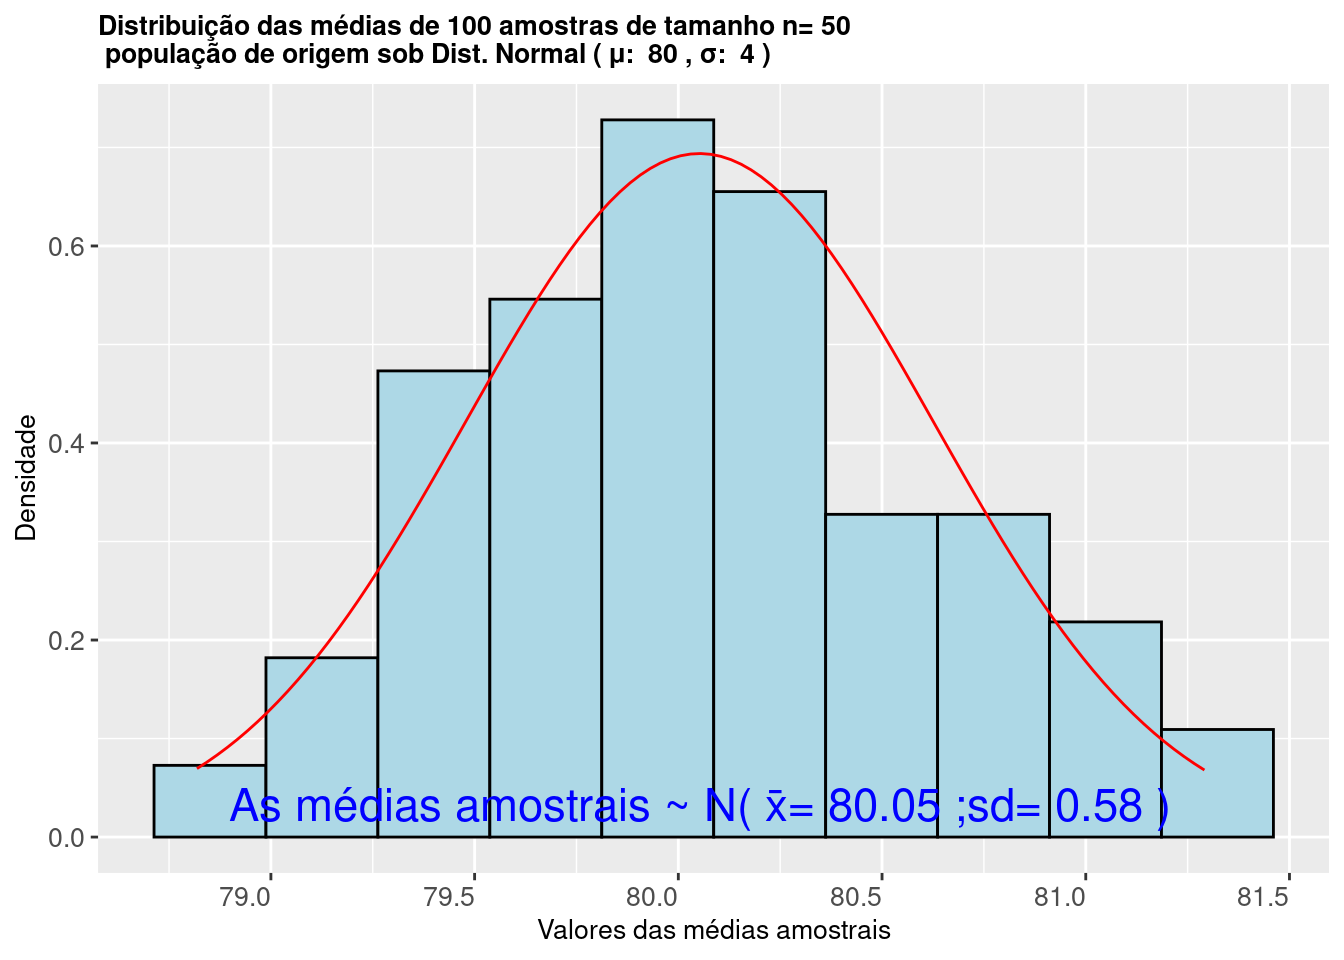 Distribuição das médias de 100 amostras de tamanho n= 50
população de origem sob Dist. Normal ( μ:  80 , σ:  4 )
Densidade
0.6
0.4
0.2
0.0
As médias amostrais ~ N( x̄= 80.05 ;sd= 0.58 )
79.0 79.5 80.0 80.5 81.0 81.5
Valores das médias amostrais